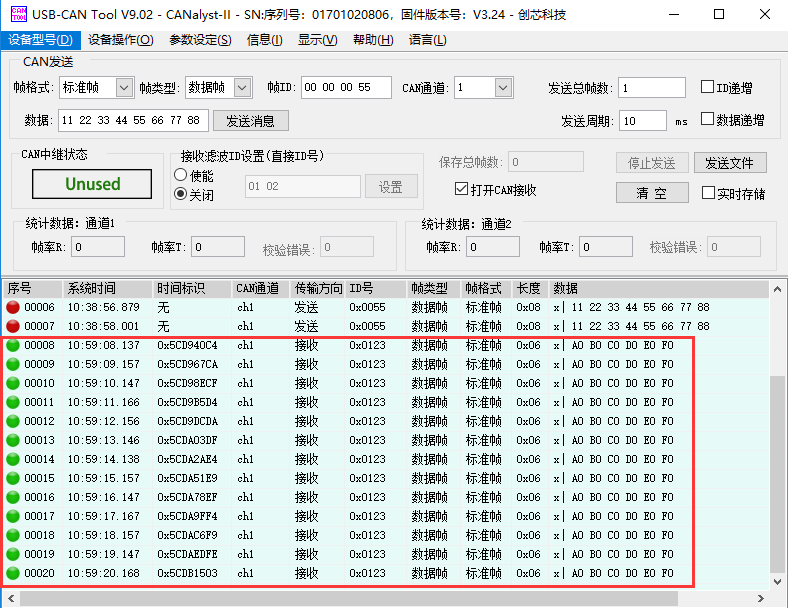 USB-CAN Tool V9.02 - CANalyst-II - SN:序列号：01701020806，固件版本号：V3.24 - 创芯科技
设备型号(D) 设备操作(O) 参数设定(S) 信息(I) 显示(V) 帮助(H) 语言(L)
CAN发送
帧格式: 标准帧 帧类型: 数据帧 帧ID: 00 00 00 55 CAN通道: 1 发送总帧数: 1 ID递增
数据: 11 22 33 44 55 66 77 88 发送消息 发送周期: 10 ms 数据递增
CAN中继状态
Unused
接收滤波ID设置(直接ID号)
使能
关闭
01 02 设置
保存总帧数: 0 停止发送 发送文件
打开CAN接收 清 空 实时存储
统计数据：通道1
帧率R: 0 帧率T: 0 校验错误: 0
统计数据：通道2
帧率R: 0 帧率T: 0 校验错误: 0
序号 系统时间 时间标识 CAN通道 传输方向 ID号 帧类型 帧格式 长度 数据
00006 10:38:56.879 无 ch1 发送 0x0055 数据帧 标准帧 0x08 x| 11 22 33 44 55 66 77 88
00007 10:38:58.001 无 ch1 发送 0x0055 数据帧 标准帧 0x08 x| 11 22 33 44 55 66 77 88
00008 10:59:08.137 0x5CD940C4 ch1 接收 0x0123 数据帧 标准帧 0x06 x| A0 B0 C0 D0 E0 F0
00009 10:59:09.157 0x5CD967CA ch1 接收 0x0123 数据帧 标准帧 0x06 x| A0 B0 C0 D0 E0 F0
00010 10:59:10.147 0x5CD98ECF ch1 接收 0x0123 数据帧 标准帧 0x06 x| A0 B0 C0 D0 E0 F0
00011 10:59:11.166 0x5CD9B5D4 ch1 接收 0x0123 数据帧 标准帧 0x06 x| A0 B0 C0 D0 E0 F0
00012 10:59:12.156 0x5CD9DCDA ch1 接收 0x0123 数据帧 标准帧 0x06 x| A0 B0 C0 D0 E0 F0
00013 10:59:13.146 0x5CDA03DF ch1 接收 0x0123 数据帧 标准帧 0x06 x| A0 B0 C0 D0 E0 F0
00014 10:59:14.138 0x5CDA2AE4 ch1 接收 0x0123 数据帧 标准帧 0x06 x| A0 B0 C0 D0 E0 F0
00015 10:59:15.157 0x5CDA51E9 ch1 接收 0x0123 数据帧 标准帧 0x06 x| A0 B0 C0 D0 E0 F0
00016 10:59:16.147 0x5CDA78EF ch1 接收 0x0123 数据帧 标准帧 0x06 x| A0 B0 C0 D0 E0 F0
00017 10:59:17.167 0x5CDA9FF4 ch1 接收 0x0123 数据帧 标准帧 0x06 x| A0 B0 C0 D0 E0 F0
00018 10:59:18.157 0x5CDAC6F9 ch1 接收 0x0123 数据帧 标准帧 0x06 x| A0 B0 C0 D0 E0 F0
00019 10:59:19.147 0x5CDAEDFE ch1 接收 0x0123 数据帧 标准帧 0x06 x| A0 B0 C0 D0 E0 F0
00020 10:59:20.168 0x5CDB1503 ch1 接收 0x0123 数据帧 标准帧 0x06 x| A0 B0 C0 D0 E0 F0